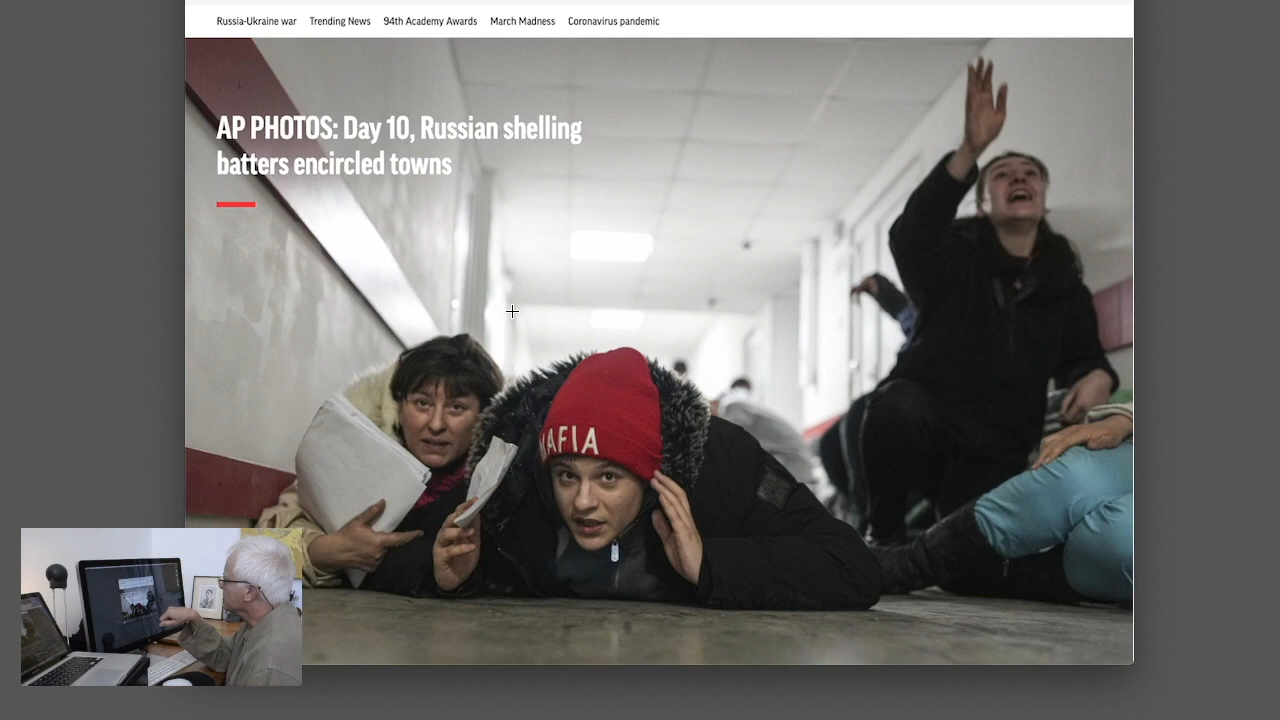 Russia-Ukraine war Trending News 94th Academy Awards March Madness Coronavirus pandemic
AP PHOTOS: Day 10, Russian shelling
batters encircled towns
AFIA